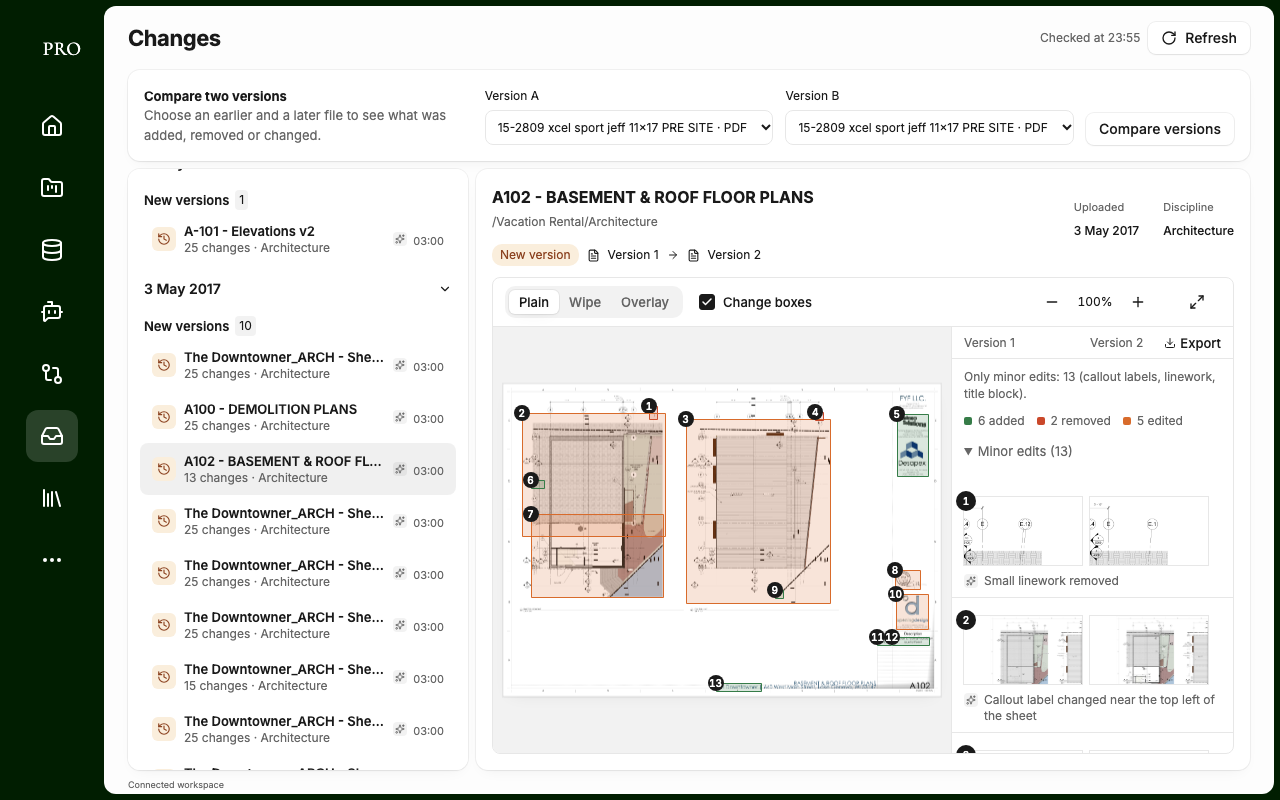 PRO
Changes
Checked at 23:55
Refresh
Compare two versions
Choose an earlier and a later file to see what was
added, removed or changed.
Version A
15-2809 xcel sport jeff 11x17 PRE SITE · PDF
Version B
15-2809 xcel sport jeff 11x17 PRE SITE · PDF
Compare versions
New versions 1
A-101 - Elevations v2
25 changes · Architecture
03:00
3 May 2017
New versions 10
The Downtowner_ARCH - She...
25 changes · Architecture
03:00
A100 - DEMOLITION PLANS
25 changes · Architecture
03:00
A102 - BASEMENT & ROOF FL...
13 changes · Architecture
03:00
The Downtowner_ARCH - She...
25 changes · Architecture
03:00
The Downtowner_ARCH - She...
25 changes · Architecture
03:00
The Downtowner_ARCH - She...
25 changes · Architecture
03:00
The Downtowner_ARCH - She...
15 changes · Architecture
03:00
The Downtowner_ARCH - She...
25 changes · Architecture
03:00
Connected workspace
A102 - BASEMENT & ROOF FLOOR PLANS
/Vacation Rental/Architecture
Uploaded
3 May 2017
Discipline
Architecture
New version
Version 1 → Version 2
Plain
Wipe
Overlay
Change boxes
100%
1
2
3
4
5
6
7
8
9
10
11
12
13
Desapex
BASEMENT & ROOF FLOOR PLANS
A102
Version 1
Version 2
Export
Only minor edits: 13 (callout labels, linework,
title block).
6 added
2 removed
5 edited
Minor edits (13)
1
Small linework removed
2
Callout label changed near the top left of
the sheet